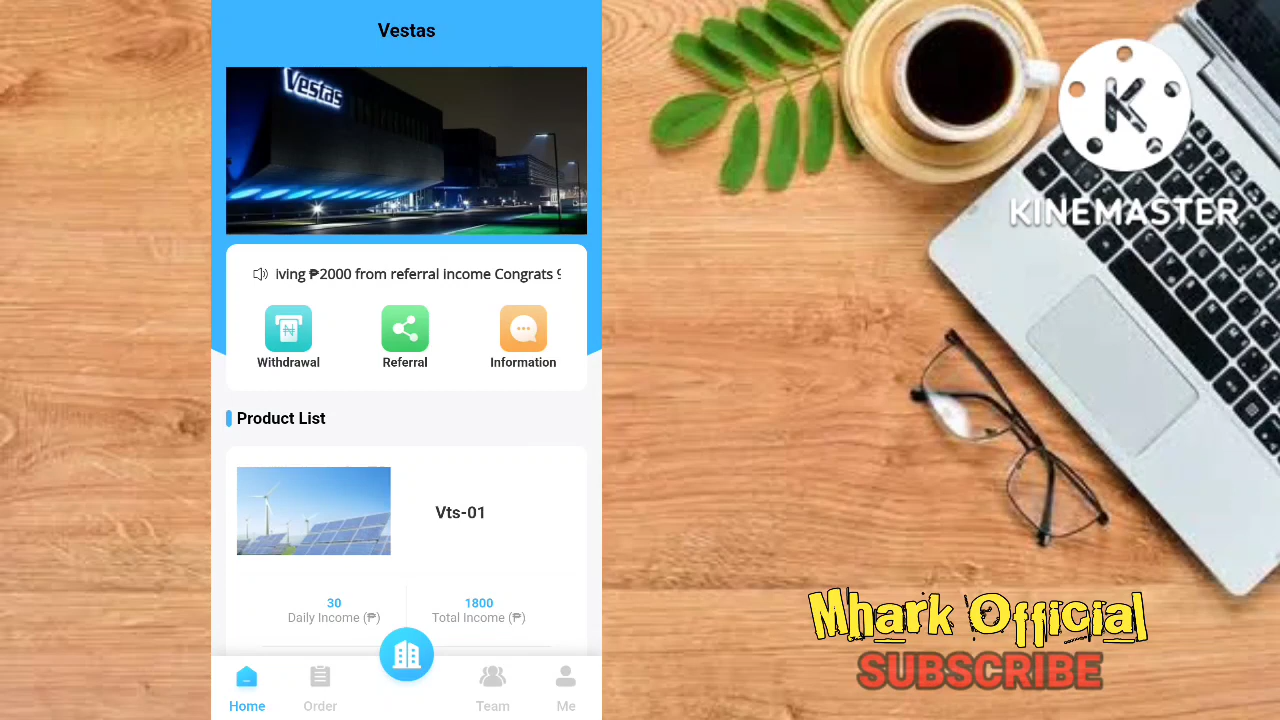 Vestas
Vestas
iving ₱2000 from referral income Congrats 9
Withdrawal
Referral
Information
Product List
Vts-01
30
Daily Income (₱)
1800
Total Income (₱)
Home
Order
Team
Me
K
KINEMASTER
Mhark Official
SUBSCRIBE